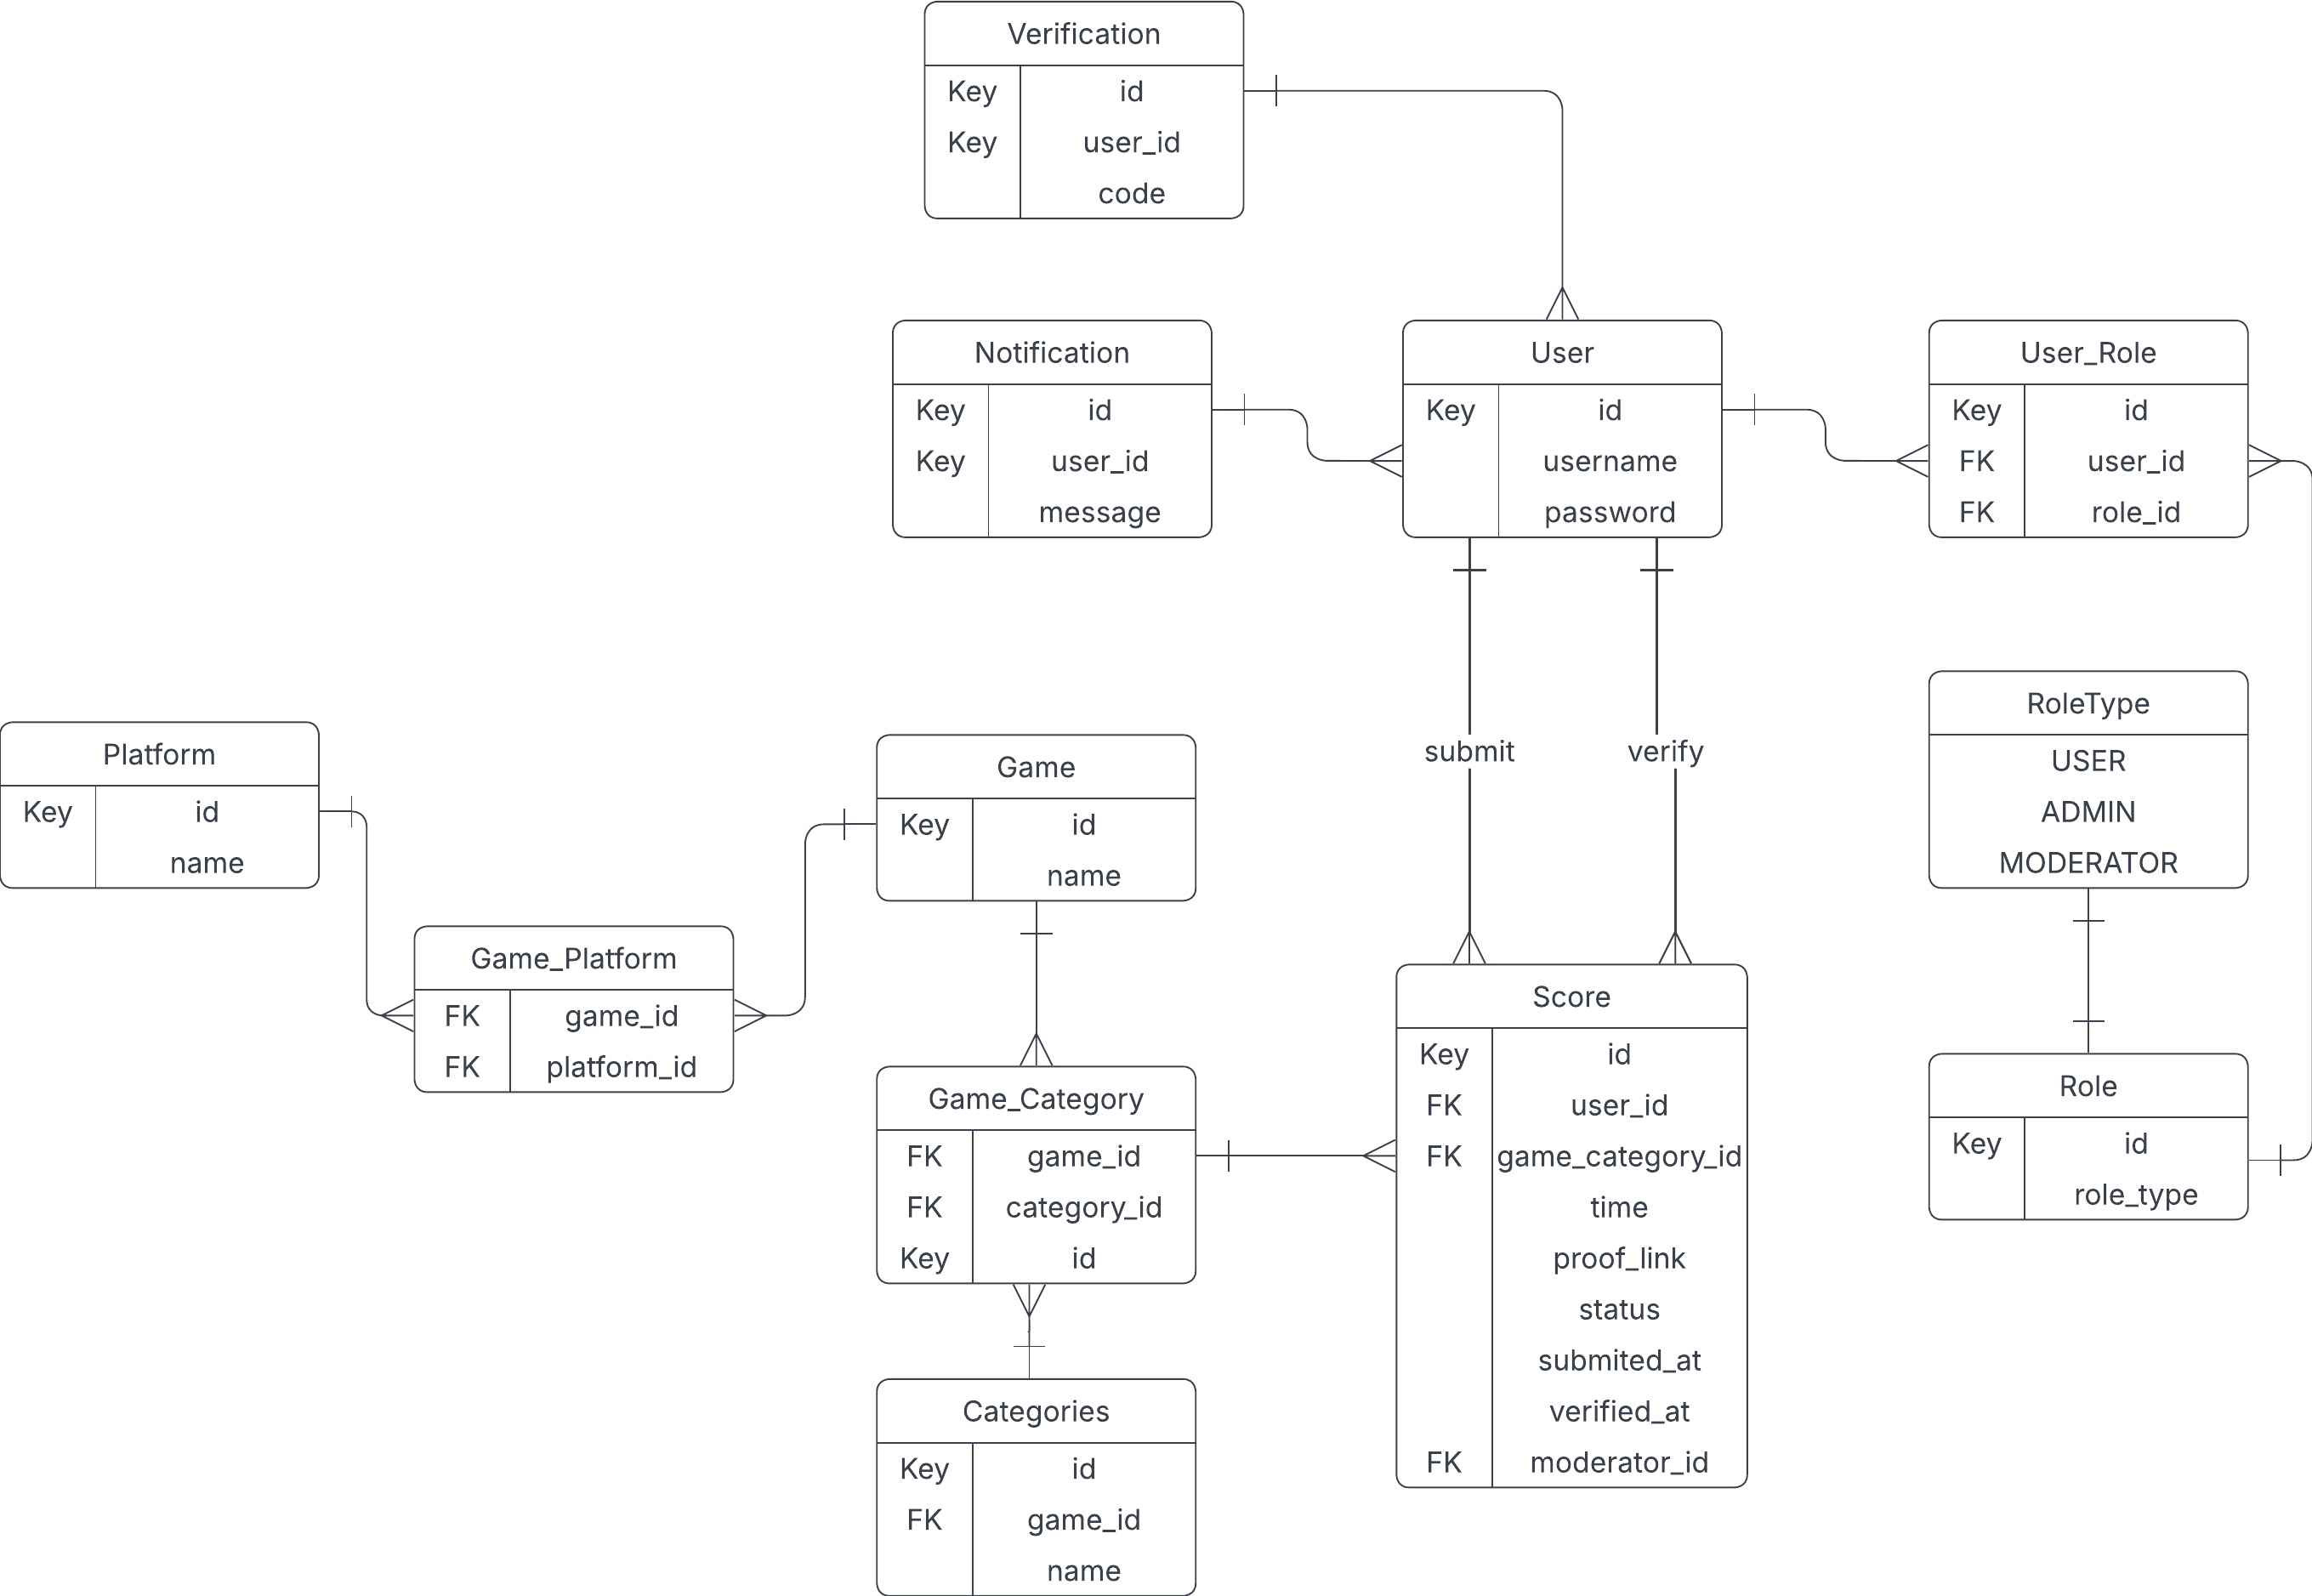 Verification
Key id
Key user_id
code
Notification
Key id
Key user_id
message
User
Key id
username
password
User_Role
Key id
FK user_id
FK role_id
submit
verify
RoleType
USER
ADMIN
MODERATOR
Platform
Key id
name
Game
Key id
name
Game_Platform
FK game_id
FK platform_id
Game_Category
FK game_id
FK category_id
Key id
Score
Key id
FK user_id
FK game_category_id
time
proof_link
status
submited_at
verified_at
FK moderator_id
Role
Key id
role_type
Categories
Key id
FK game_id
name